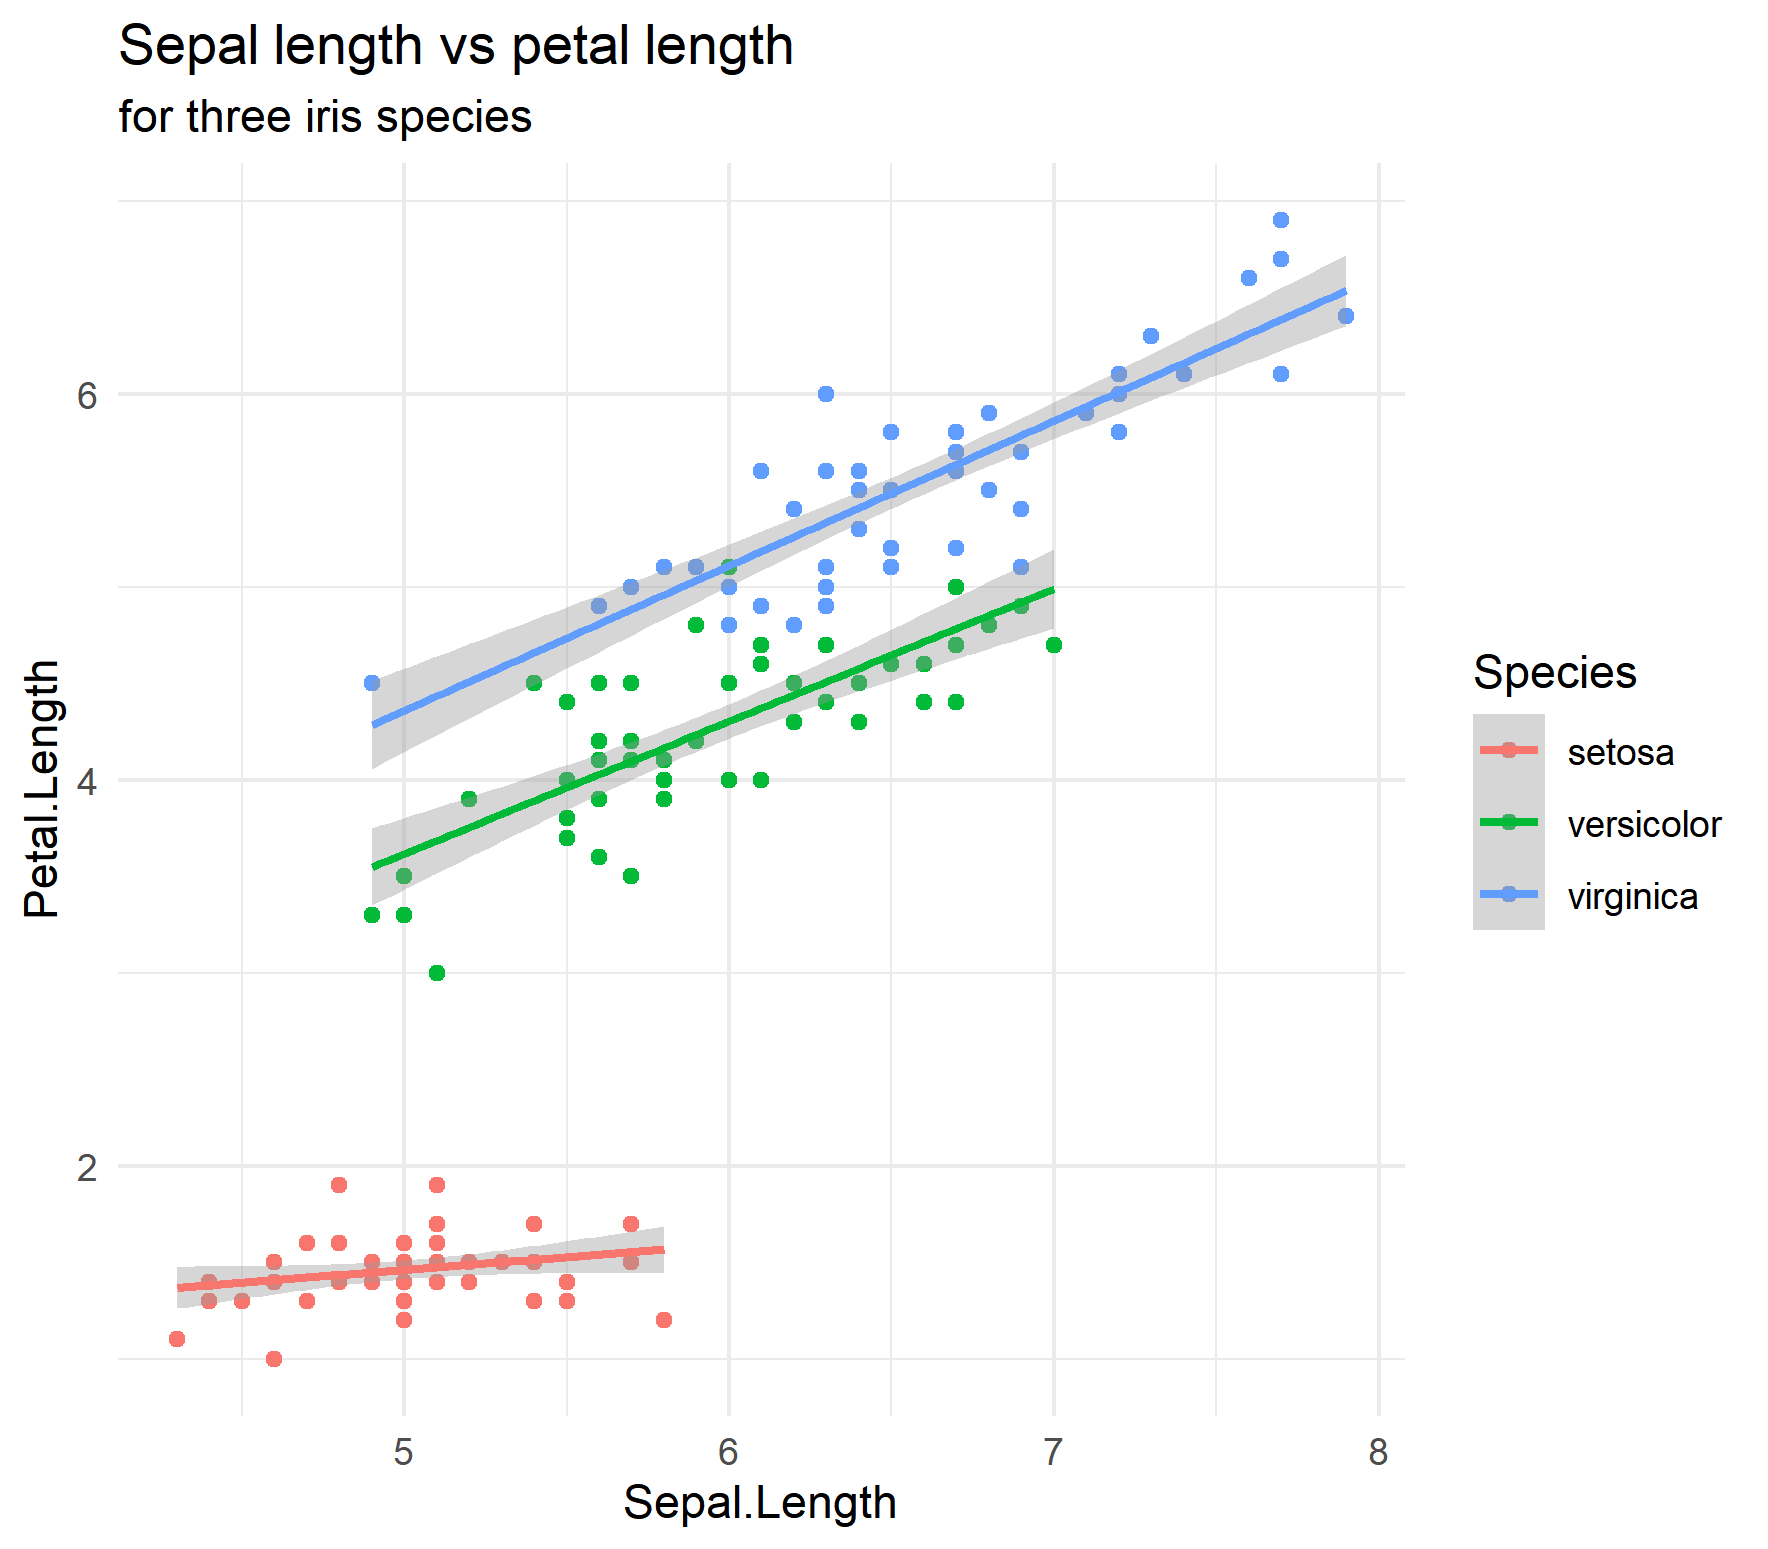 Sepal length vs petal length
for three iris species
6
4
2
Petal.Length
5 6 7 8
Sepal.Length
Species
setosa
versicolor
virginica